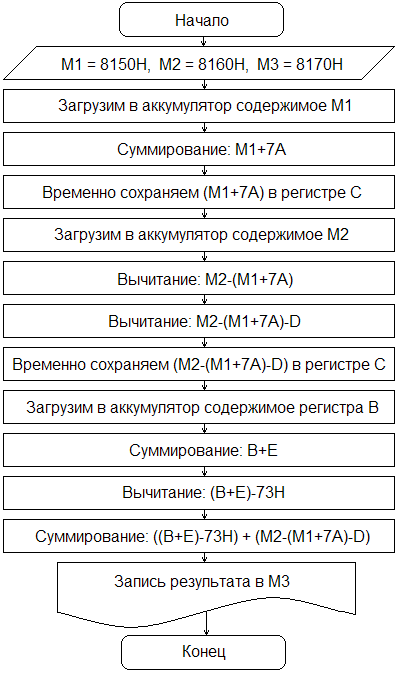 Начало
M1 = 8150H, M2 = 8160H, M3 = 8170H
Загрузим в аккумулятор содержимое M1
Суммирование: M1+7A
Временно сохраняем (M1+7A) в регистре C
Загрузим в аккумулятор содержимое M2
Вычитание: M2-(M1+7A)
Вычитание: M2-(M1+7A)-D
Временно сохраняем (M2-(M1+7A)-D) в регистре C
Загрузим в аккумулятор содержимое регистра B
Суммирование: B+E
Вычитание: (B+E)-73H
Суммирование: ((B+E)-73H) + (M2-(M1+7A)-D)
Запись результата в M3
Конец